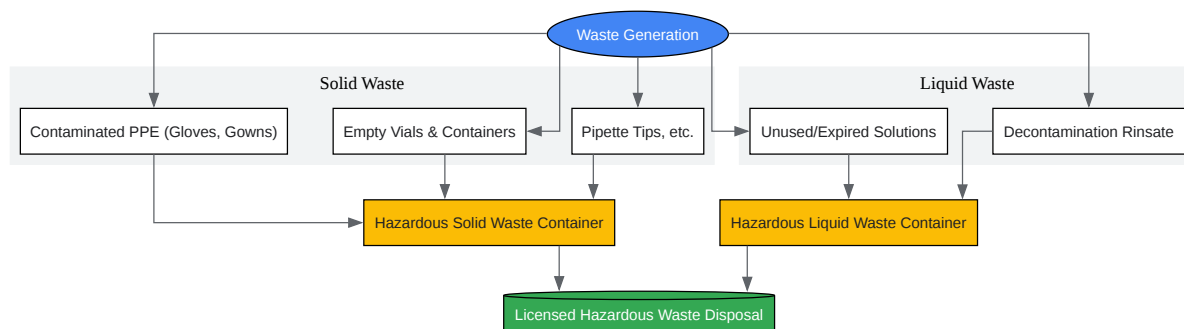 Waste Generation
Solid Waste
Liquid Waste
Contaminated PPE (Gloves, Gowns)
Empty Vials & Containers
Pipette Tips, etc.
Unused/Expired Solutions
Decontamination Rinsate
Hazardous Solid Waste Container
Hazardous Liquid Waste Container
Licensed Hazardous Waste Disposal